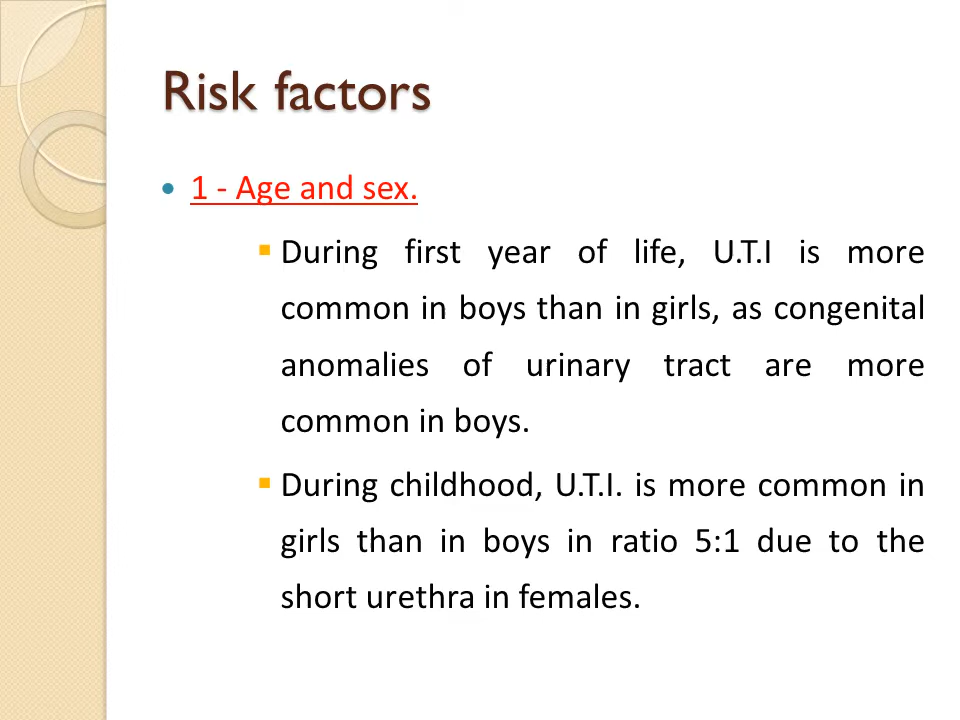 Risk factors
1 - Age and sex.
During first year of life, U.T.I is more
common in boys than in girls, as congenital
anomalies of urinary tract are more
common in boys.
During childhood, U.T.I. is more common in
girls than in boys in ratio 5:1 due to the
short urethra in females.